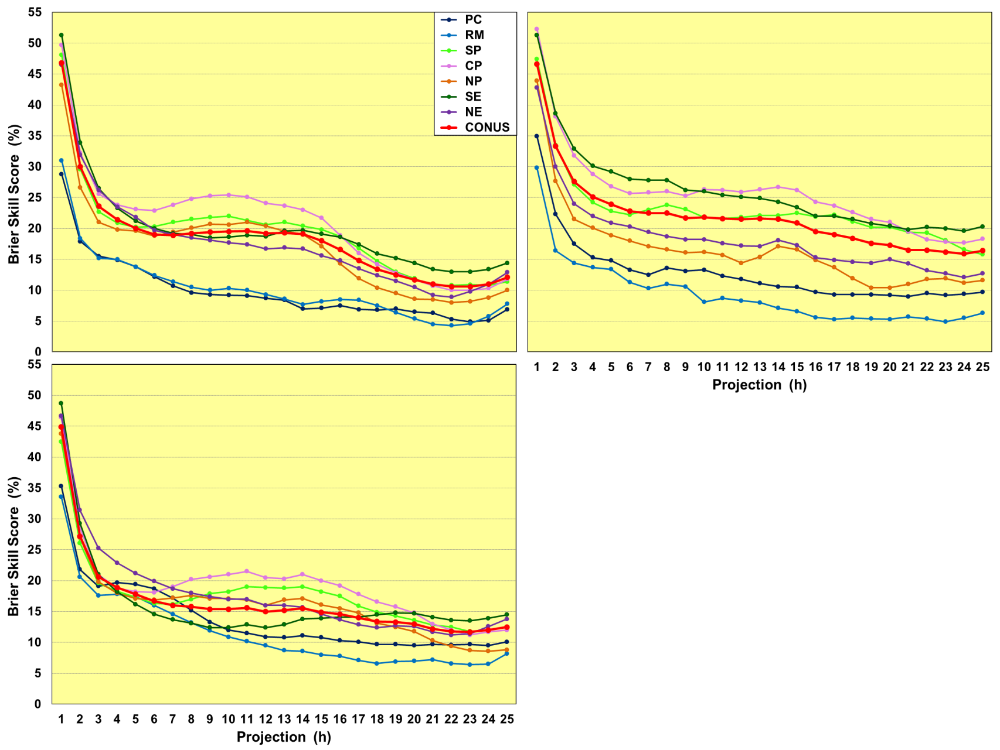 55
50
45
40
35
30
25
20
15
10
5
0
Brier Skill Score (%)
PC
RM
SP
CP
NP
SE
NE
CONUS
1 2 3 4 5 6 7 8 9 10 11 12 13 14 15 16 17 18 19 20 21 22 23 24 25
Projection (h)
55
50
45
40
35
30
25
20
15
10
5
0
Brier Skill Score (%)
1 2 3 4 5 6 7 8 9 10 11 12 13 14 15 16 17 18 19 20 21 22 23 24 25
Projection (h)